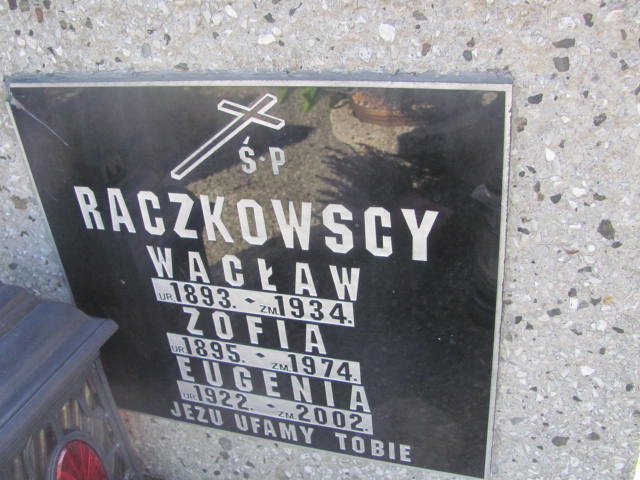 Ś·P
RACZKOWSCY
WACŁAW
UR. 1893. · ZM. 1934.
ZOFIA
UR. 1895. · ZM. 1974.
EUGENIA
UR. 1922. · ZM. 2002.
JEZU UFAMY TOBIE